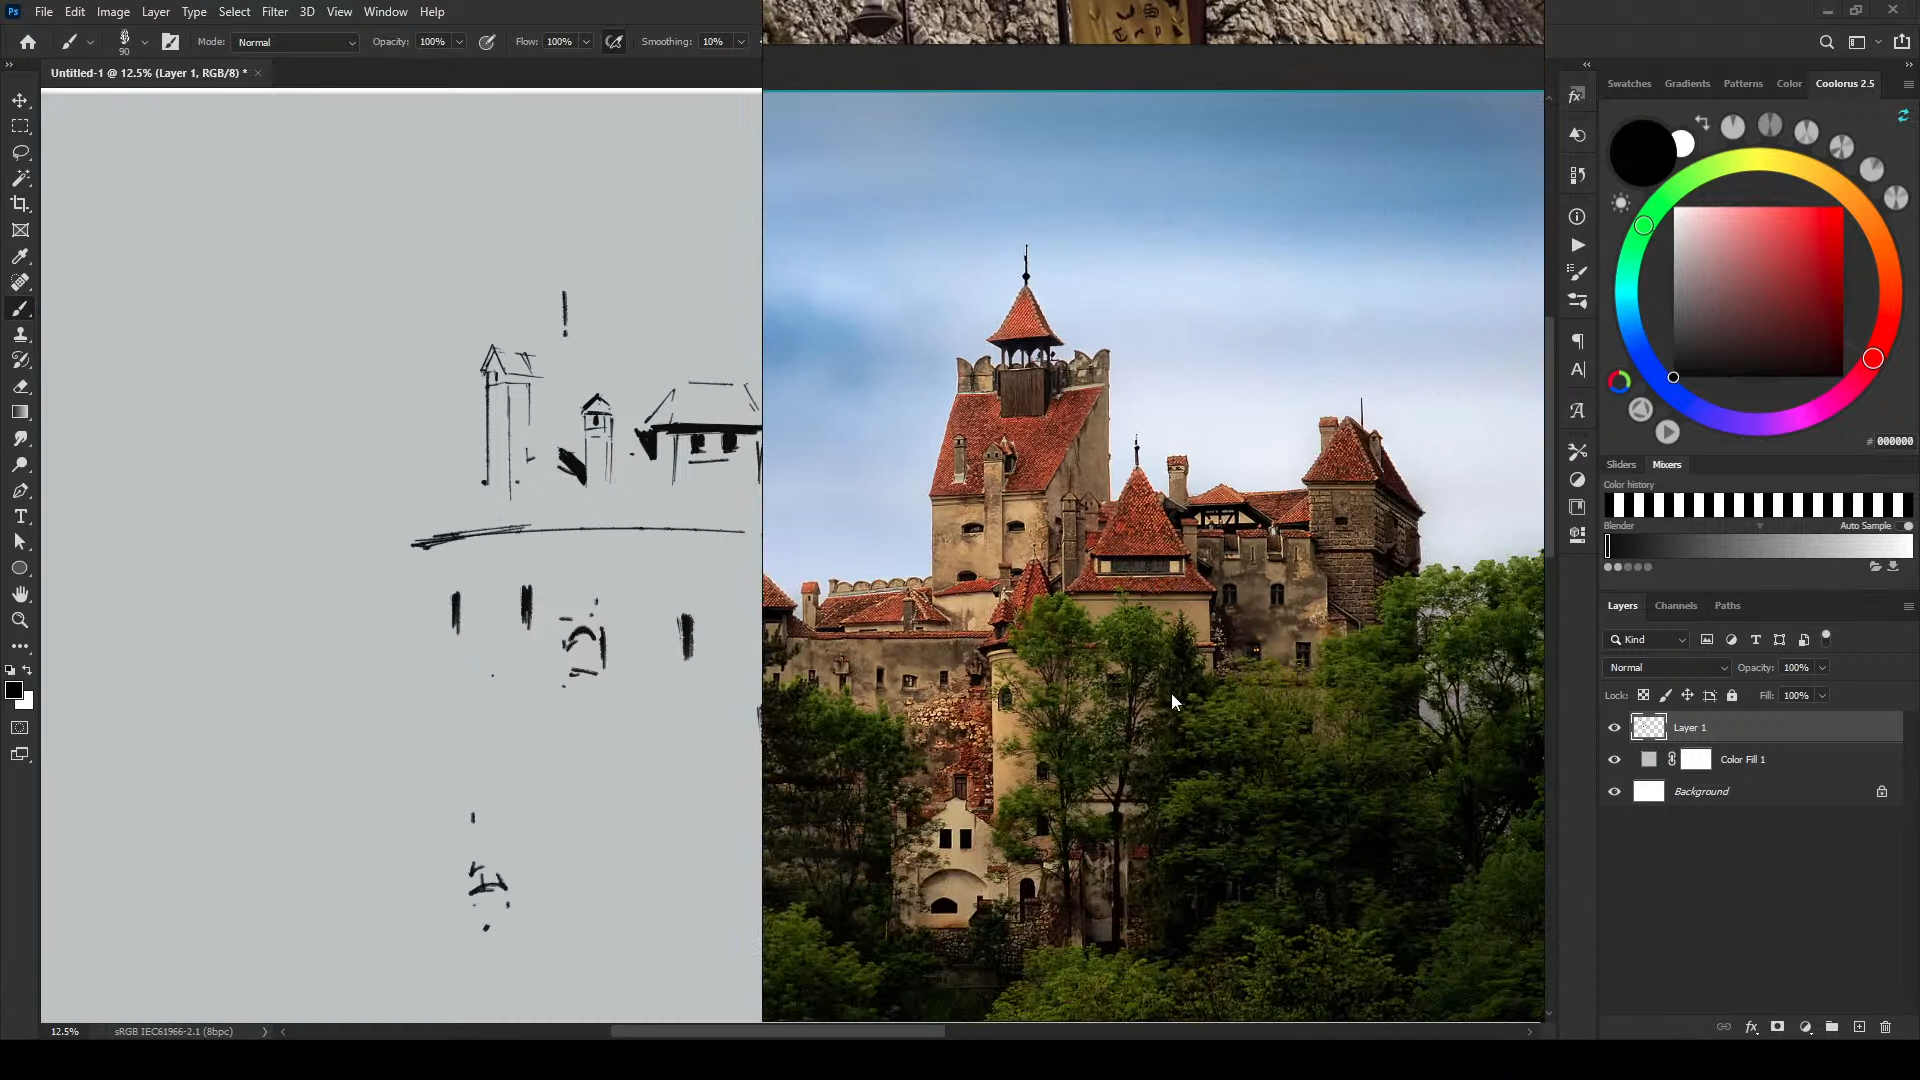 Ps File Edit Image Layer Type Select Filter 3D View Window Help
90 Mode: Normal Opacity: 100% Flow: 100% Smoothing: 10%
Untitled-1 @ 12.5% (Layer 1, RGB/8) *
Swatches Gradients Patterns Color Coolorus 2.5
# 000000
Sliders Mixers
Color history
Blender Auto Sample
Layers Channels Paths
Kind
Normal Opacity: 100%
Lock: Fill: 100%
Layer 1
Color Fill 1
Background
12.5% sRGB IEC61966-2.1 (8bpc)